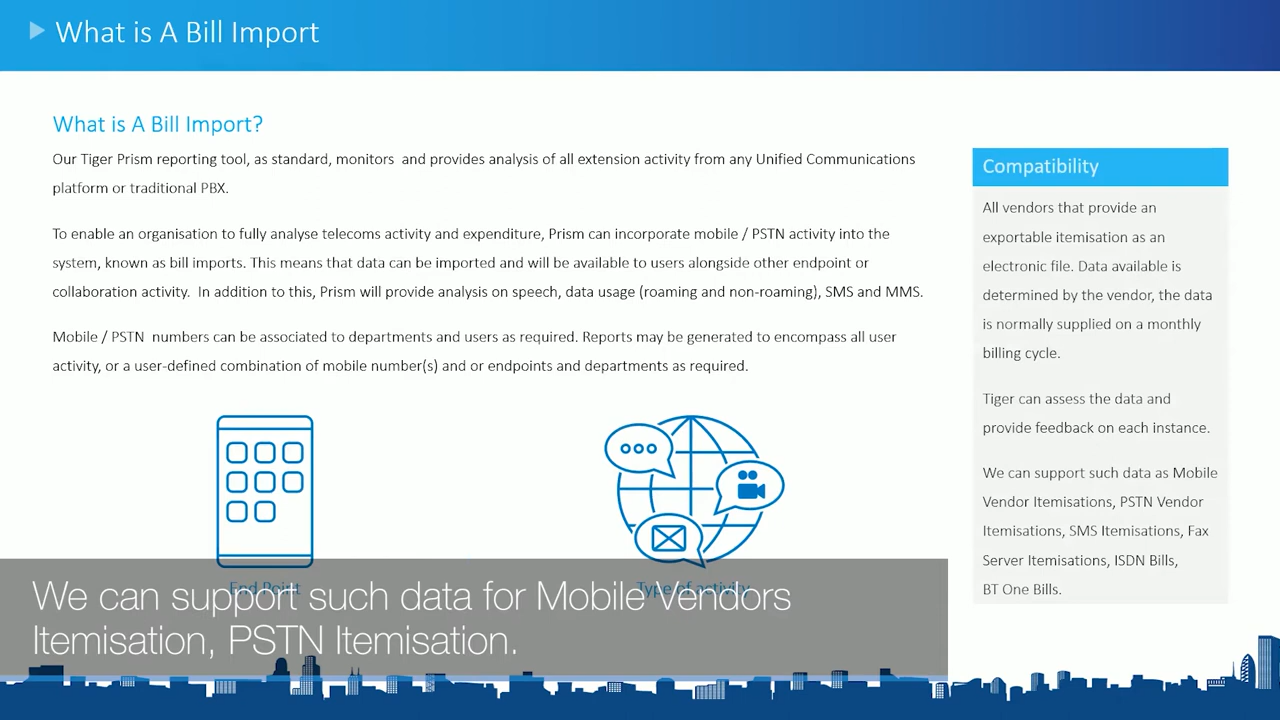 What is A Bill Import
What is A Bill Import?
Our Tiger Prism reporting tool, as standard, monitors and provides analysis of all extension activity from any Unified Communications
platform or traditional PBX.
To enable an organisation to fully analyse telecoms activity and expenditure, Prism can incorporate mobile / PSTN activity into the
system, known as bill imports. This means that data can be imported and will be available to users alongside other endpoint or
collaboration activity. In addition to this, Prism will provide analysis on speech, data usage (roaming and non-roaming), SMS and MMS.
Mobile / PSTN numbers can be associated to departments and users as required. Reports may be generated to encompass all user
activity, or a user-defined combination of mobile number(s) and or endpoints and departments as required.
End Point
Type of activity
Compatibility
All vendors that provide an
exportable itemisation as an
electronic file. Data available is
determined by the vendor, the data
is normally supplied on a monthly
billing cycle.
Tiger can assess the data and
provide feedback on each instance.
We can support such data as Mobile
Vendor Itemisations, PSTN Vendor
Itemisations, SMS Itemisations, Fax
Server Itemisations, ISDN Bills,
BT One Bills.
We can support such data for Mobile Vendors
Itemisation, PSTN Itemisation.